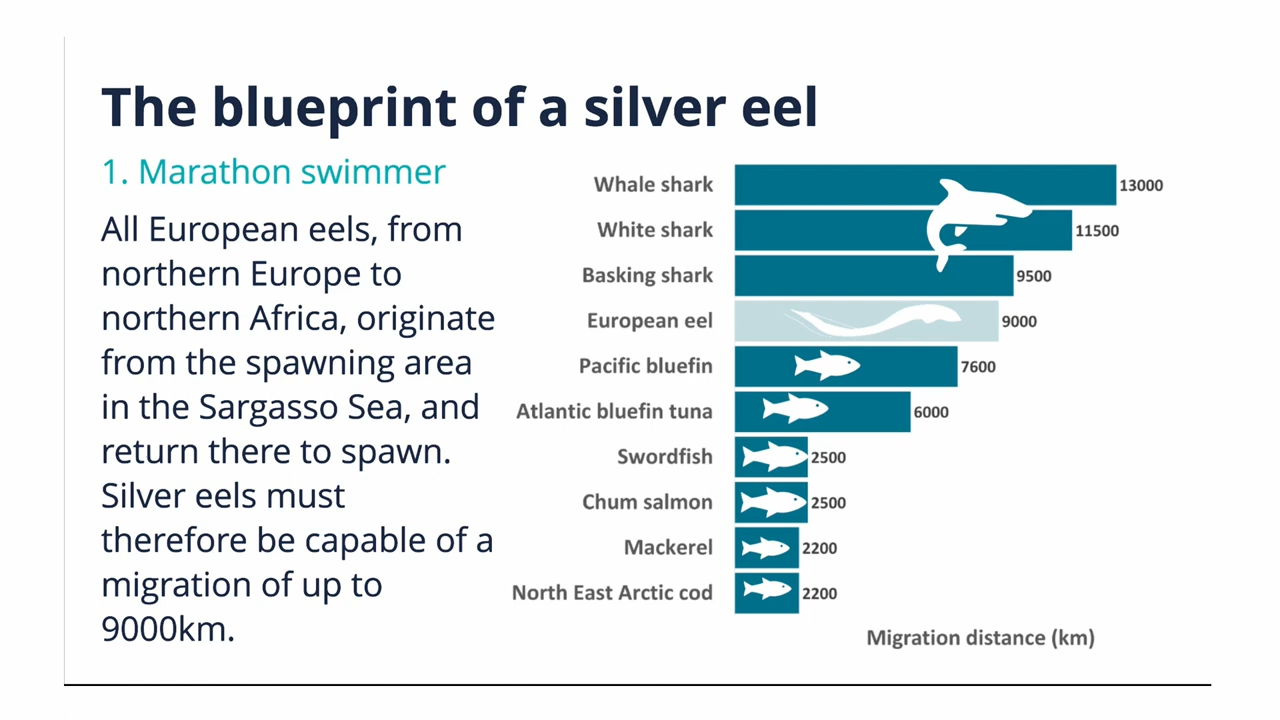 The blueprint of a silver eel
1. Marathon swimmer
All European eels, from
northern Europe to
northern Africa, originate
from the spawning area
in the Sargasso Sea, and
return there to spawn.
Silver eels must
therefore be capable of a
migration of up to
9000km.
Whale shark 13000
White shark 11500
Basking shark 9500
European eel 9000
Pacific bluefin 7600
Atlantic bluefin tuna 6000
Swordfish 2500
Chum salmon 2500
Mackerel 2200
North East Arctic cod 2200
Migration distance (km)